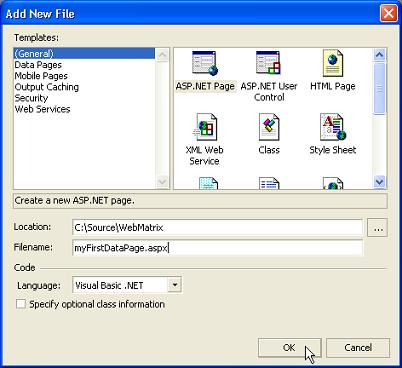 Add New File
Templates:
(General)
Data Pages
Mobile Pages
Output Caching
Security
Web Services
ASP.NET Page
ASP.NET User Control
HTML Page
XML Web Service
Class
Style Sheet
Create a new ASP.NET page.
Location: C:\Source\WebMatrix ...
Filename: myFirstDataPage.aspx
Code
Language: Visual Basic .NET
Specify optional class information
OK Cancel